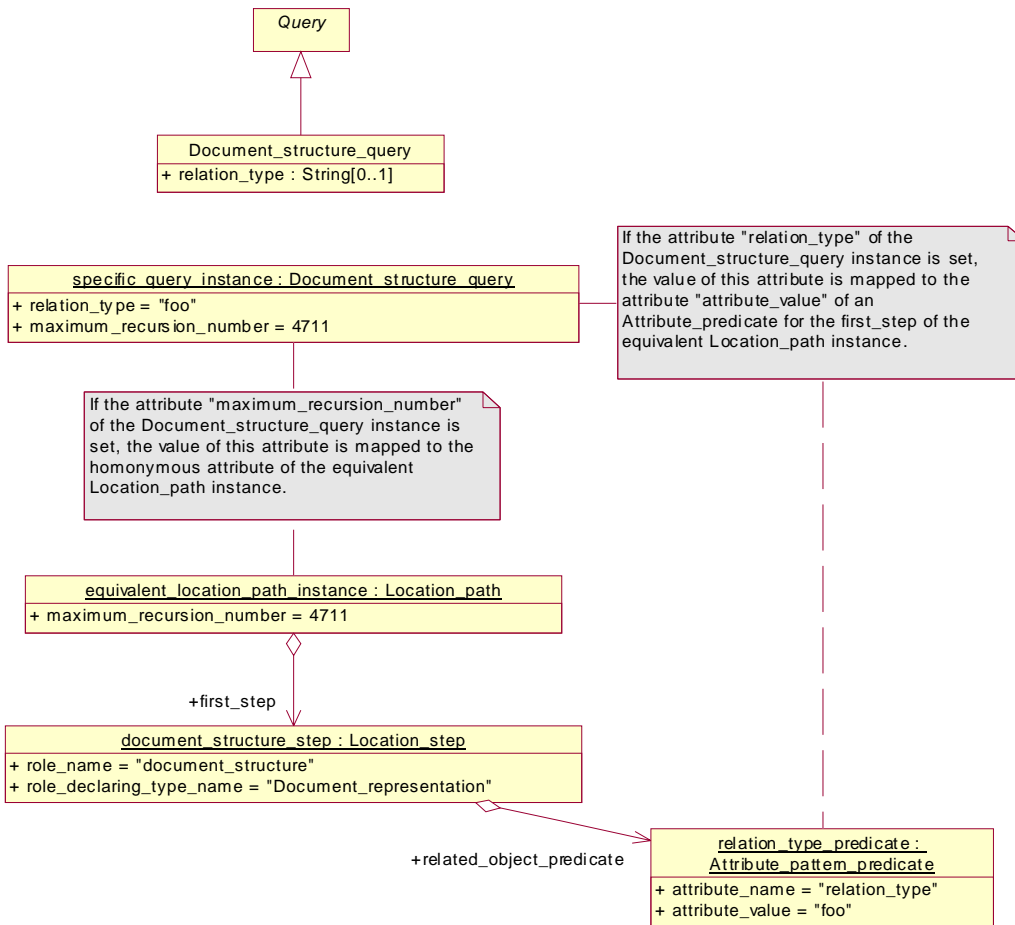 Query
Document_structure_query
+ relation_type : String[0..1]
If the attribute "relation_type" of the
Document_structure_query instance is set,
the value of this attribute is mapped to the
attribute "attribute_value" of an
Attribute_predicate for the first_step of the
equivalent Location_path instance.
specific_query_instance : Document_structure_query
+ relation_type = "foo"
+ maximum_recursion_number = 4711
If the attribute "maximum_recursion_number"
of the Document_structure_query instance is
set, the value of this attribute is mapped to the
homonymous attribute of the equivalent
Location_path instance.
equivalent_location_path_instance : Location_path
+ maximum_recursion_number = 4711
+first_step
document_structure_step : Location_step
+ role_name = "document_structure"
+ role_declaring_type_name = "Document_representation"
+related_object_predicate
relation_type_predicate :
Attribute_pattern_predicate
+ attribute_name = "relation_type"
+ attribute_value = "foo"